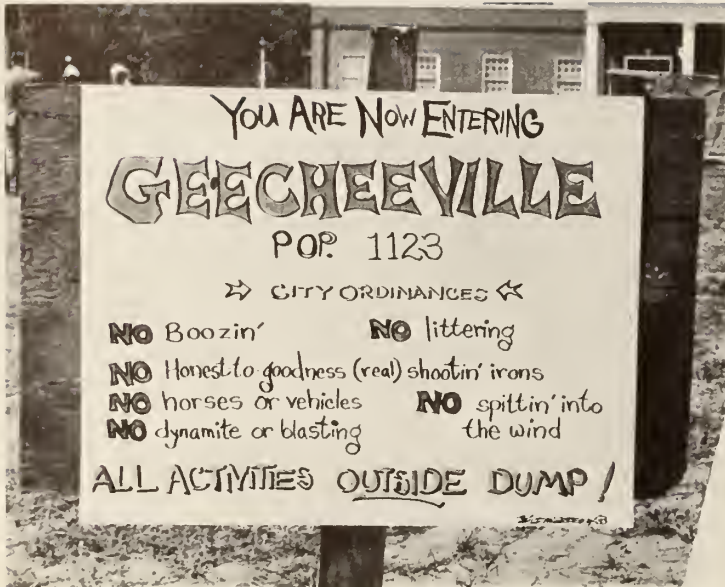 YOU ARE NOW ENTERING
GEECHEEVILLE
POP. 1123
CITY ORDINANCES
NO Boozin' NO littering
NO Honest to goodness (real) shootin' irons
NO horses or vehicles NO spittin' into
NO dynamite or blasting the wind
ALL ACTIVITIES OUTSIDE DUMP!